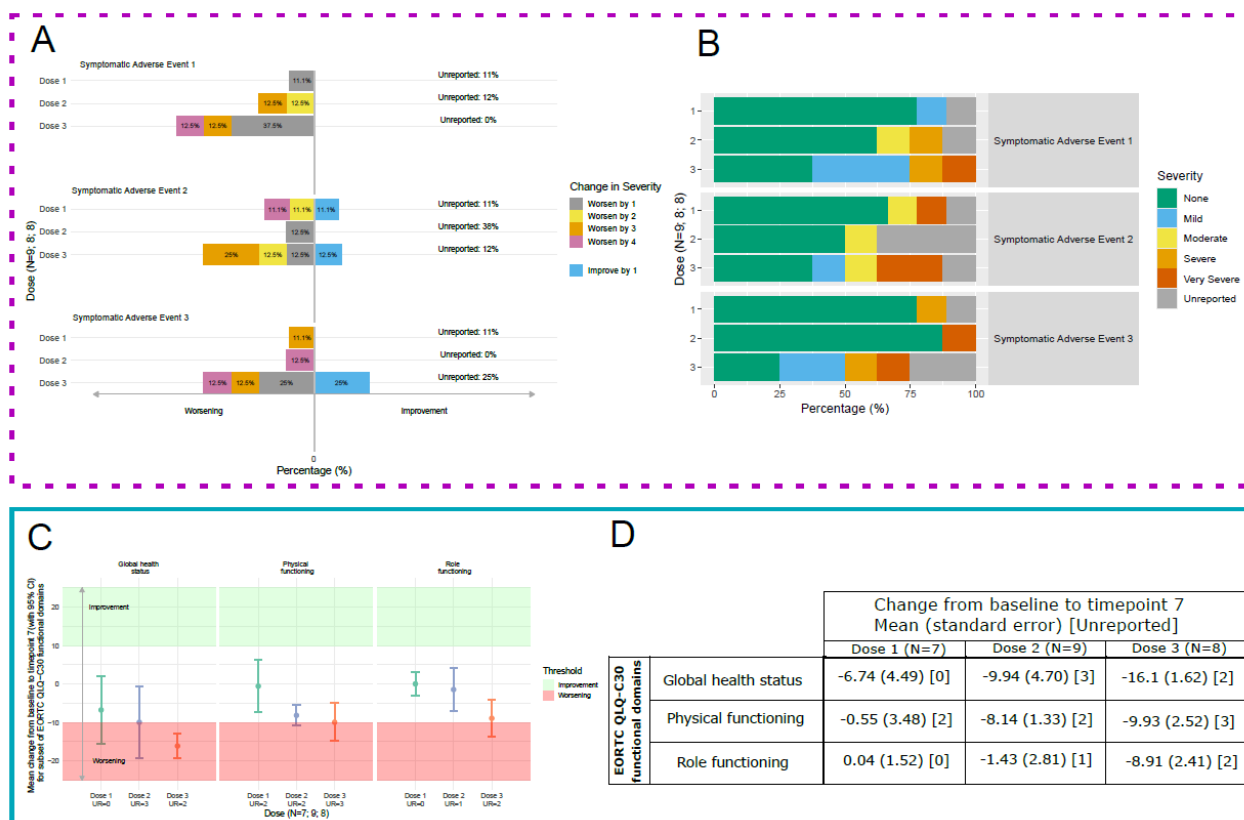 A
Symptomatic Adverse Event 1
Dose 1 11.1% Unreported: 11%
Dose 2 12.5% 12.5% Unreported: 12%
Dose 3 12.5% 12.5% 37.5% Unreported: 0%
Symptomatic Adverse Event 2
Dose 1 11.1% 11.1% 11.1% Unreported: 11%
Dose 2 12.5% Unreported: 38%
Dose 3 25% 12.5% 12.5% 12.5% Unreported: 12%
Symptomatic Adverse Event 3
Dose 1 11.1% Unreported: 11%
Dose 2 12.5% Unreported: 0%
Dose 3 12.5% 12.5% 25% 25% Unreported: 25%
Worsening Improvement
0
Percentage (%)
Dose (N=9; 8; 8)
Change in Severity
Worsen by 1
Worsen by 2
Worsen by 3
Worsen by 4
Improve by 1
B
1
2
3
Symptomatic Adverse Event 1
1
2
3
Symptomatic Adverse Event 2
1
2
3
Symptomatic Adverse Event 3
0 25 50 75 100
Percentage (%)
Dose (N=9; 8; 8)
Severity
None
Mild
Moderate
Severe
Very Severe
Unreported
C
Global health
status
Physical
functioning
Role
functioning
Mean change from baseline to timepoint 7(with 95% CI)
for subset of EORTC QLQ-C30 functional domains
20
10
0
−10
−20
Improvement
Worsening
Dose 1 Dose 2 Dose 3 Dose 1 Dose 2 Dose 3 Dose 1 Dose 2 Dose 3
UR=0 UR=3 UR=2 UR=2 UR=2 UR=3 UR=0 UR=1 UR=2
Dose (N=7; 9; 8)
Threshold
Improvement
Worsening
D
Change from baseline to timepoint 7
Mean (standard error) [Unreported]
Dose 1 (N=7) Dose 2 (N=9) Dose 3 (N=8)
EORTC QLQ-C30
functional domains
Global health status -6.74 (4.49) [0] -9.94 (4.70) [3] -16.1 (1.62) [2]
Physical functioning -0.55 (3.48) [2] -8.14 (1.33) [2] -9.93 (2.52) [3]
Role functioning 0.04 (1.52) [0] -1.43 (2.81) [1] -8.91 (2.41) [2]